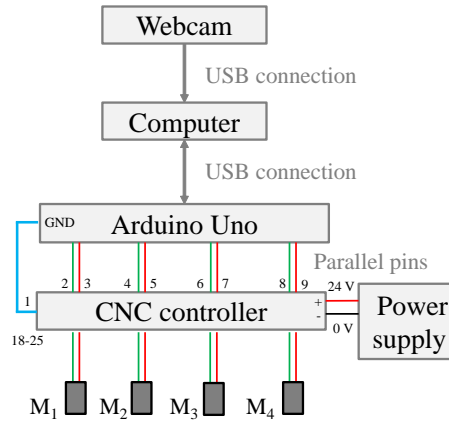 Webcam
USB connection
Computer
USB connection
GND
Arduino Uno
Parallel pins
2 3 4 5 6 7 8 9
1
24 V
+
CNC controller
-
0 V
Power
supply
18-25
M1 M2 M3 M4